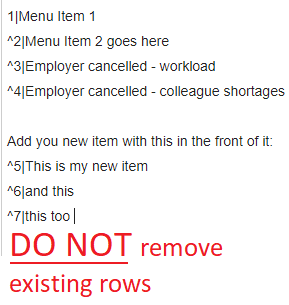 1|Menu Item 1
^2|Menu Item 2 goes here
^3|Employer cancelled - workload
^4|Employer cancelled - colleague shortages
Add you new item with this in the front of it:
^5|This is my new item
^6|and this
^7|this too
DO NOT remove
existing rows